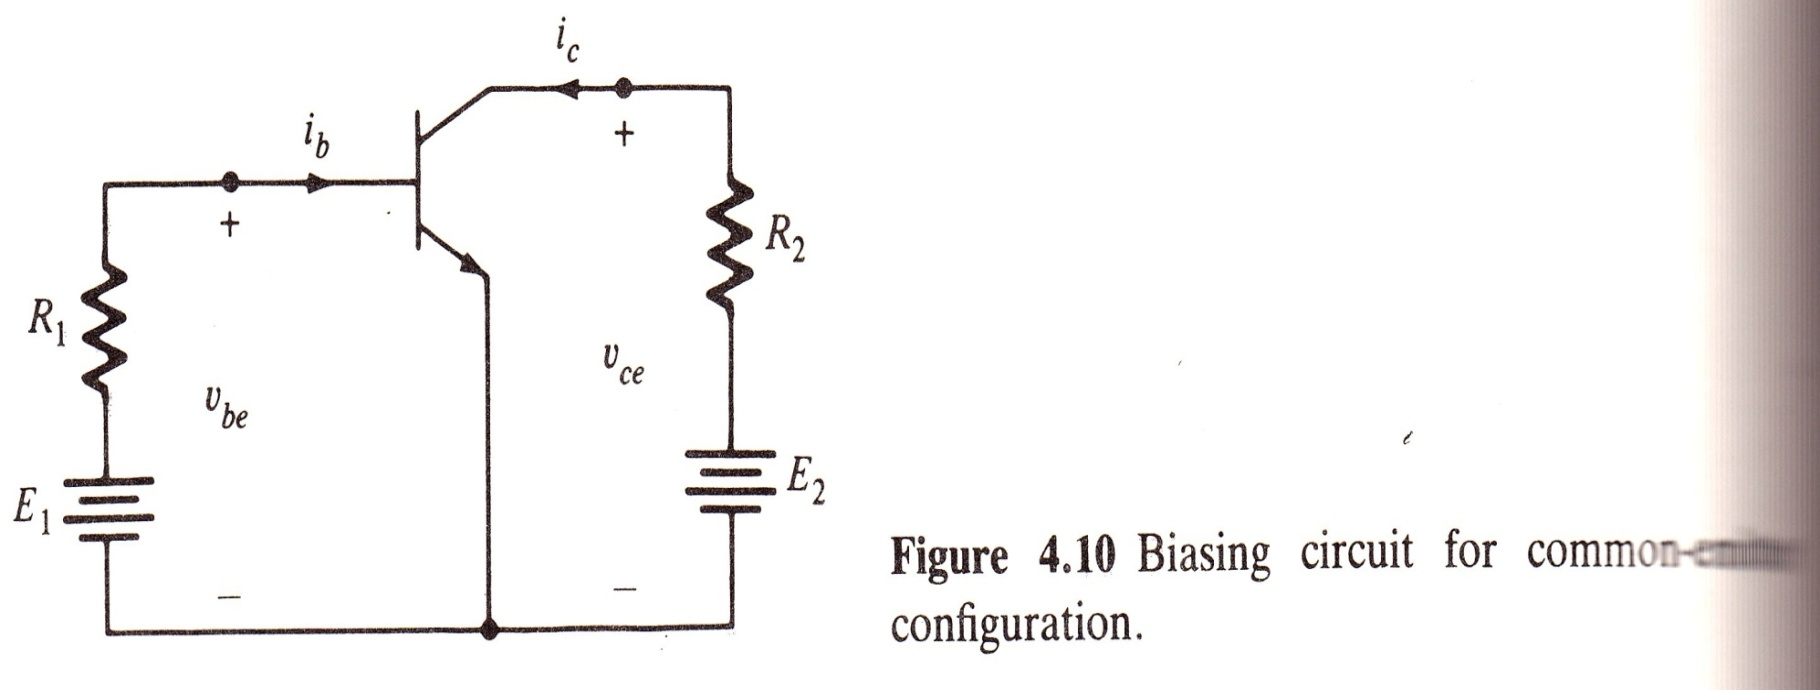 i_c
+
i_b
+
R_1
R_2
v_ce
v_be
E_1
E_2
−
−
Figure 4.10 Biasing circuit for common-
configuration.